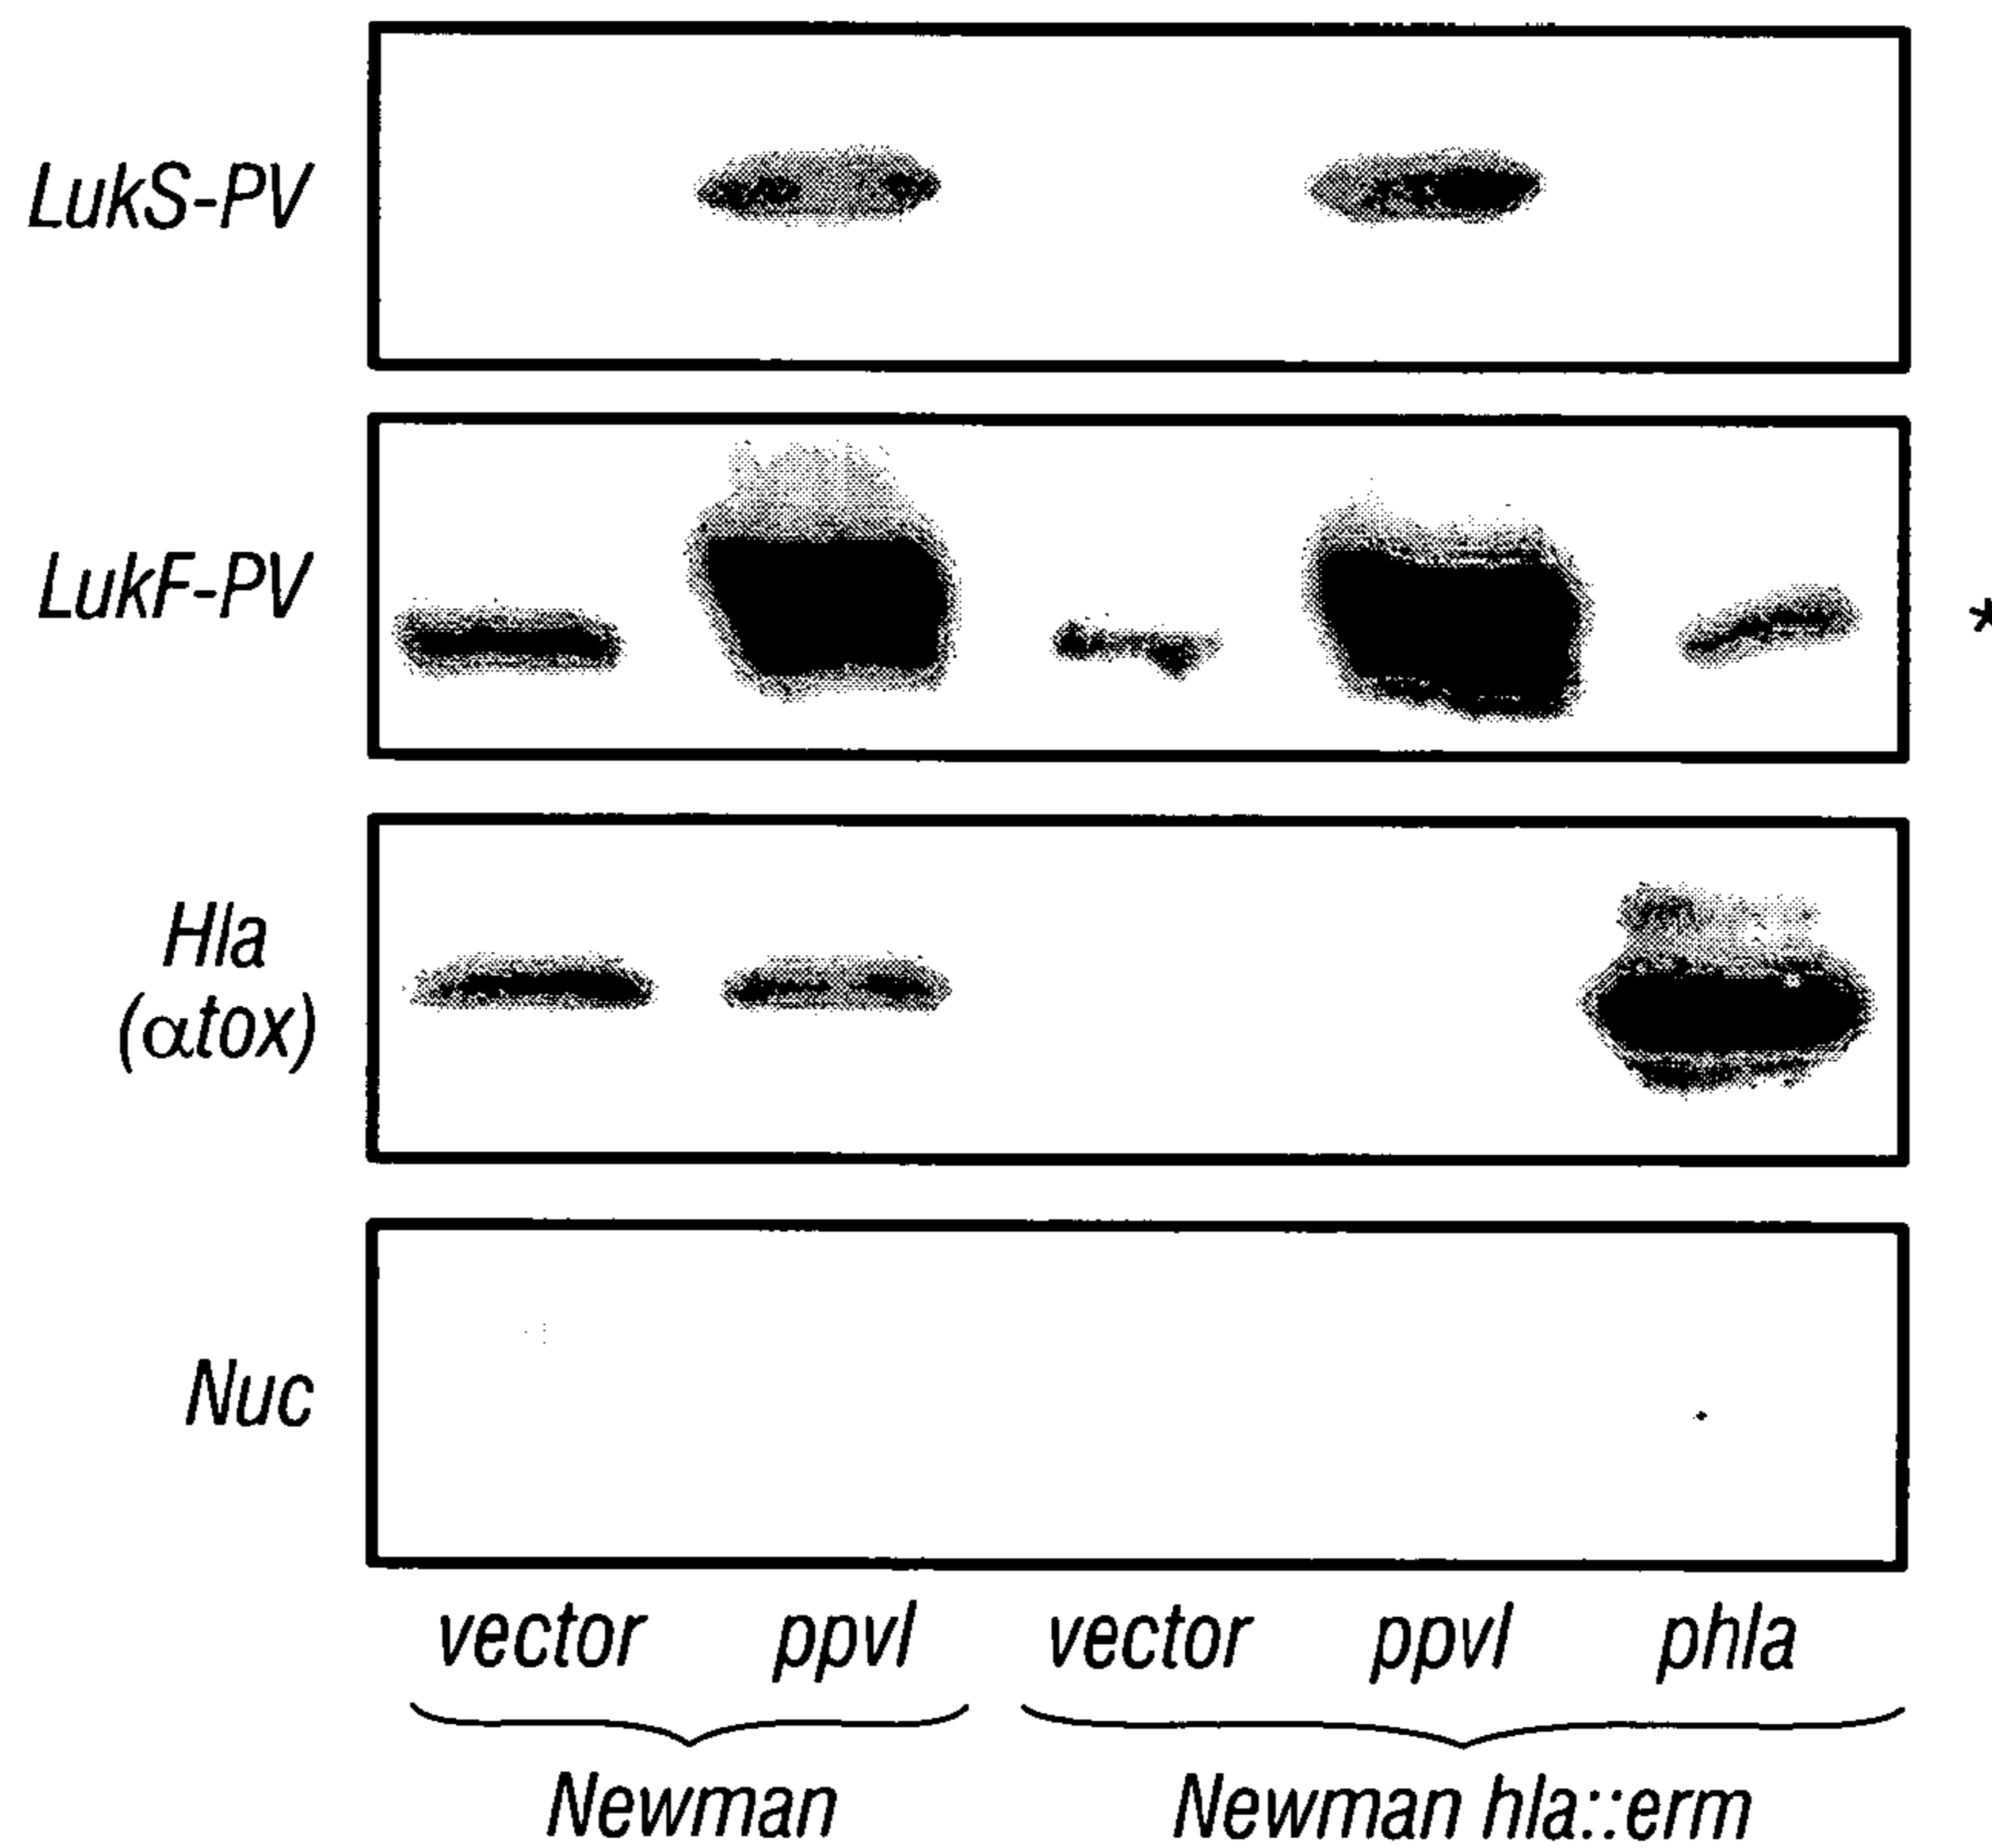 LukS-PV
LukF-PV
*
Hla
(αtox)
Nuc
vector ppvl vector ppvl phla
Newman Newman hla::erm